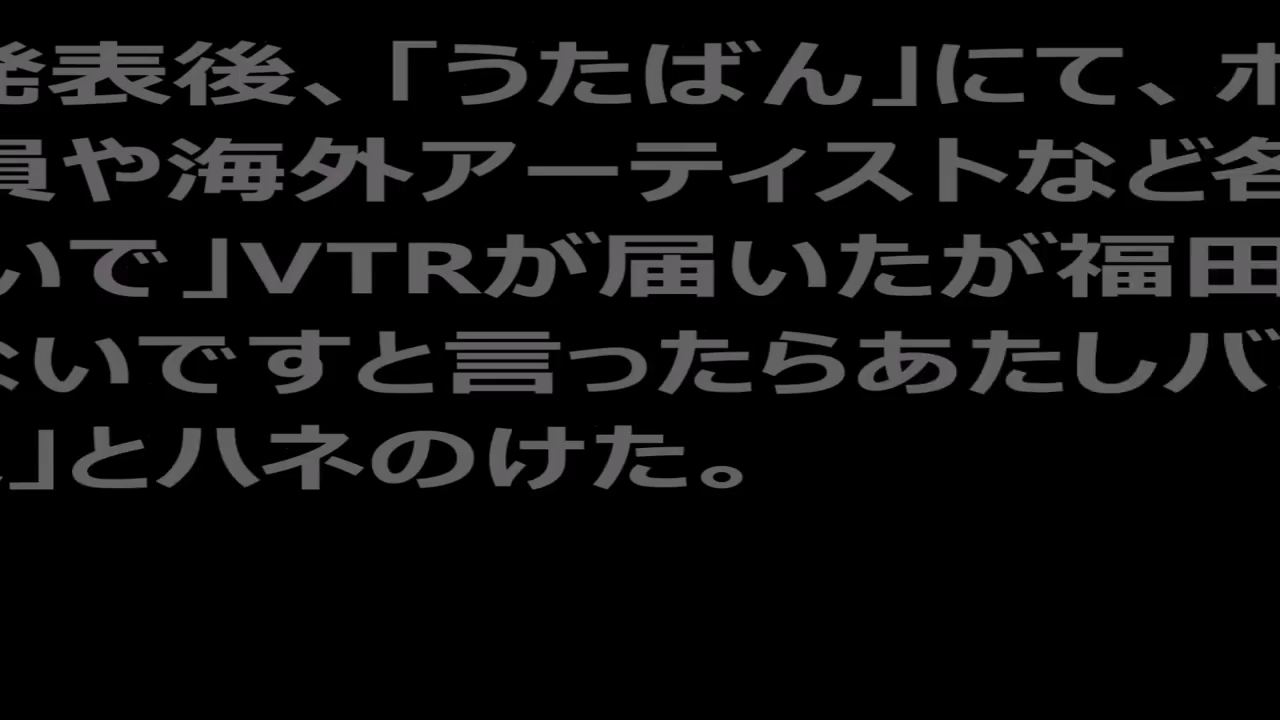 発表後、「うたばん」にて、ボ
員や海外アーティストなど各
いで」VTRが届いたが福田
ないですと言ったらあたしバ
」とハネのけた。